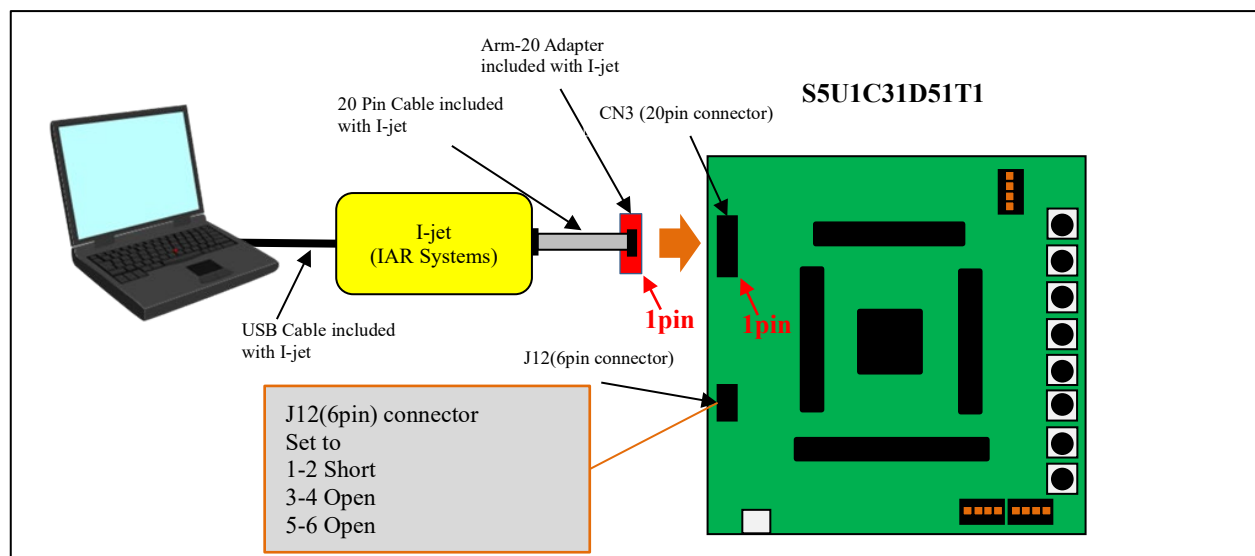 Arm-20 Adapter
included with I-jet
S5U1C31D51T1
20 Pin Cable included
with I-jet
CN3 (20pin connector)
I-jet
(IAR Systems)
1pin
1pin
USB Cable included
with I-jet
J12(6pin connector)
J12(6pin) connector
Set to
1-2 Short
3-4 Open
5-6 Open